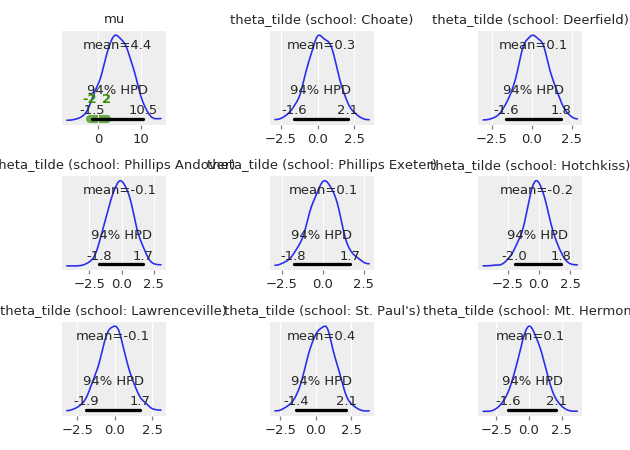 mu
theta_tilde (school: Choate)
theta_tilde (school: Deerfield)
mean=4.4
mean=0.3
mean=0.1
94% HPD
94% HPD
94% HPD
-2 2
-1.5 10.5
-1.6 2.1
-1.6 1.8
0 10
−2.5 0.0 2.5
−2.5 0.0 2.5
theta_tilde (school: Phillips Andover)
theta_tilde (school: Phillips Exeter)
theta_tilde (school: Hotchkiss)
mean=-0.1
mean=0.1
mean=-0.2
94% HPD
94% HPD
94% HPD
-1.8 1.7
-1.8 1.7
-2.0 1.8
−2.5 0.0 2.5
−2.5 0.0 2.5
−2.5 0.0 2.5
theta_tilde (school: Lawrenceville)
theta_tilde (school: St. Paul's)
theta_tilde (school: Mt. Hermon
mean=-0.1
mean=0.4
mean=0.1
94% HPD
94% HPD
94% HPD
-1.9 1.7
-1.4 2.1
-1.6 2.1
−2.5 0.0 2.5
−2.5 0.0 2.5
−2.5 0.0 2.5